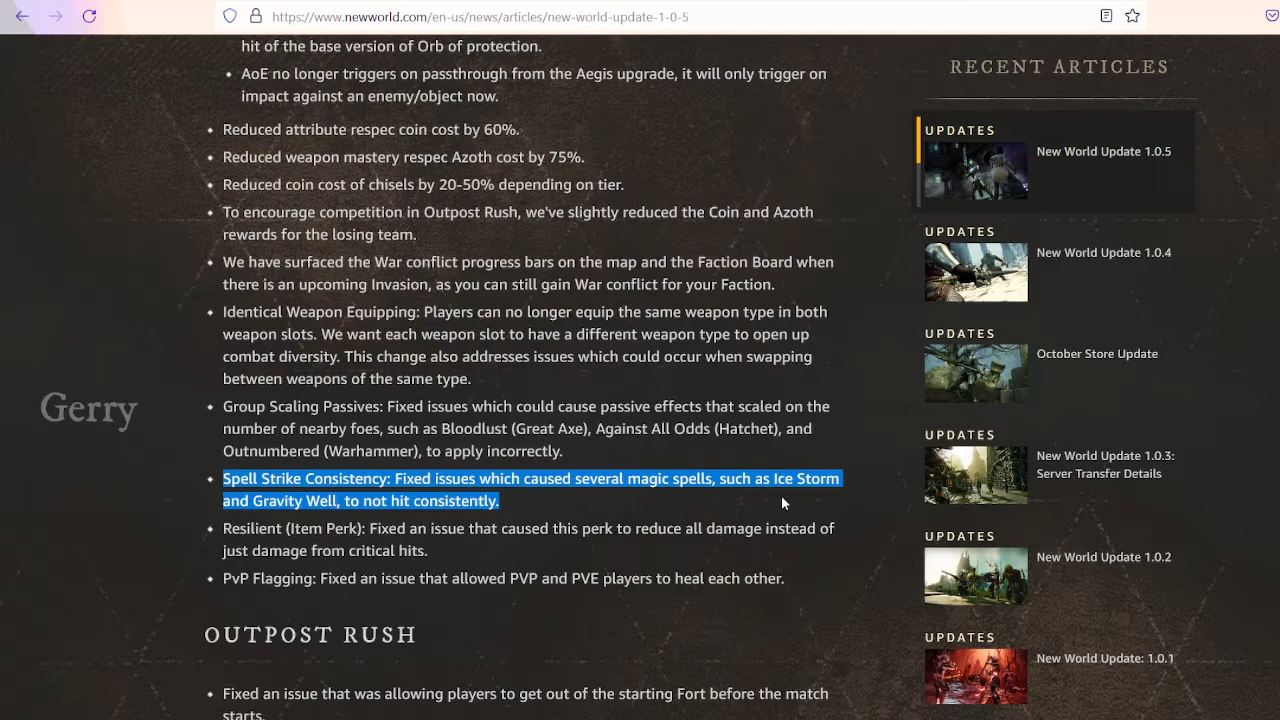 https://www.newworld.com/en-us/news/articles/new-world-update-1-0-5
hit of the base version of Orb of protection.
AoE no longer triggers on passthrough from the Aegis upgrade, it will only trigger on
impact against an enemy/object now.
Reduced attribute respec coin cost by 60%.
Reduced weapon mastery respec Azoth cost by 75%.
Reduced coin cost of chisels by 20-50% depending on tier.
To encourage competition in Outpost Rush, we've slightly reduced the Coin and Azoth
rewards for the losing team.
We have surfaced the War conflict progress bars on the map and the Faction Board when
there is an upcoming Invasion, as you can still gain War conflict for your Faction.
Identical Weapon Equipping: Players can no longer equip the same weapon type in both
weapon slots. We want each weapon slot to have a different weapon type to open up
combat diversity. This change also addresses issues which could occur when swapping
between weapons of the same type.
Group Scaling Passives: Fixed issues which could cause passive effects that scaled on the
number of nearby foes, such as Bloodlust (Great Axe), Against All Odds (Hatchet), and
Outnumbered (Warhammer), to apply incorrectly.
Spell Strike Consistency: Fixed issues which caused several magic spells, such as Ice Storm
and Gravity Well, to not hit consistently.
Resilient (Item Perk): Fixed an issue that caused this perk to reduce all damage instead of
just damage from critical hits.
PvP Flagging: Fixed an issue that allowed PVP and PVE players to heal each other.
OUTPOST RUSH
Fixed an issue that was allowing players to get out of the starting Fort before the match
starts.
Gerry
RECENT ARTICLES
UPDATES
New World Update 1.0.5
UPDATES
New World Update 1.0.4
UPDATES
October Store Update
UPDATES
New World Update 1.0.3:
Server Transfer Details
UPDATES
New World Update 1.0.2
UPDATES
New World Update: 1.0.1